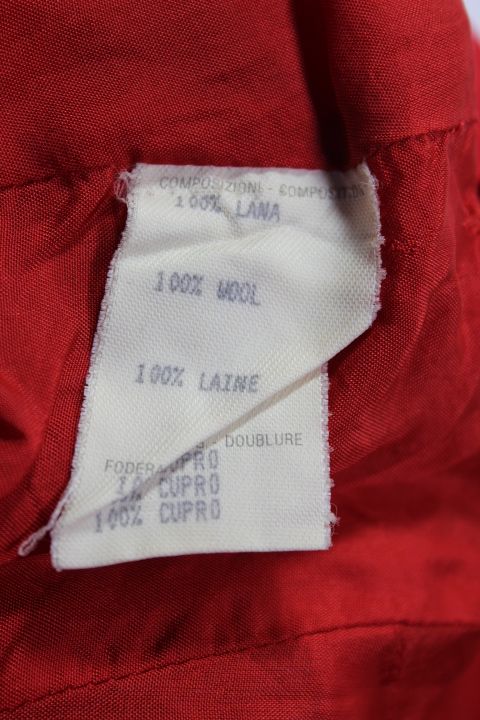 COMPOSIZIONI - COMPOSITION
100% LANA
100% WOOL
100% LAINE
FODERA - DOUBLURE
CUPRO
CUPRO
100% CUPRO